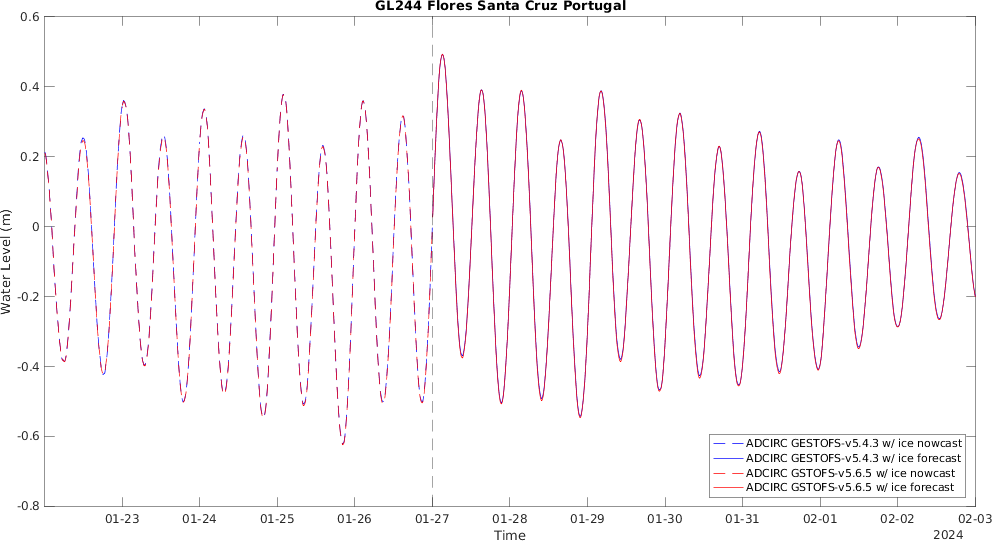 GL244 Flores Santa Cruz Portugal
0.6
0.4
0.2
0
-0.2
-0.4
-0.6
-0.8
Water Level (m)
ADCIRC GESTOFS-v5.4.3 w/ ice nowcast
ADCIRC GESTOFS-v5.4.3 w/ ice forecast
ADCIRC GSTOFS-v5.6.5 w/ ice nowcast
ADCIRC GSTOFS-v5.6.5 w/ ice forecast
01-23 01-24 01-25 01-26 01-27 01-28 01-29 01-30 01-31 02-01 02-02 02-03
Time
2024